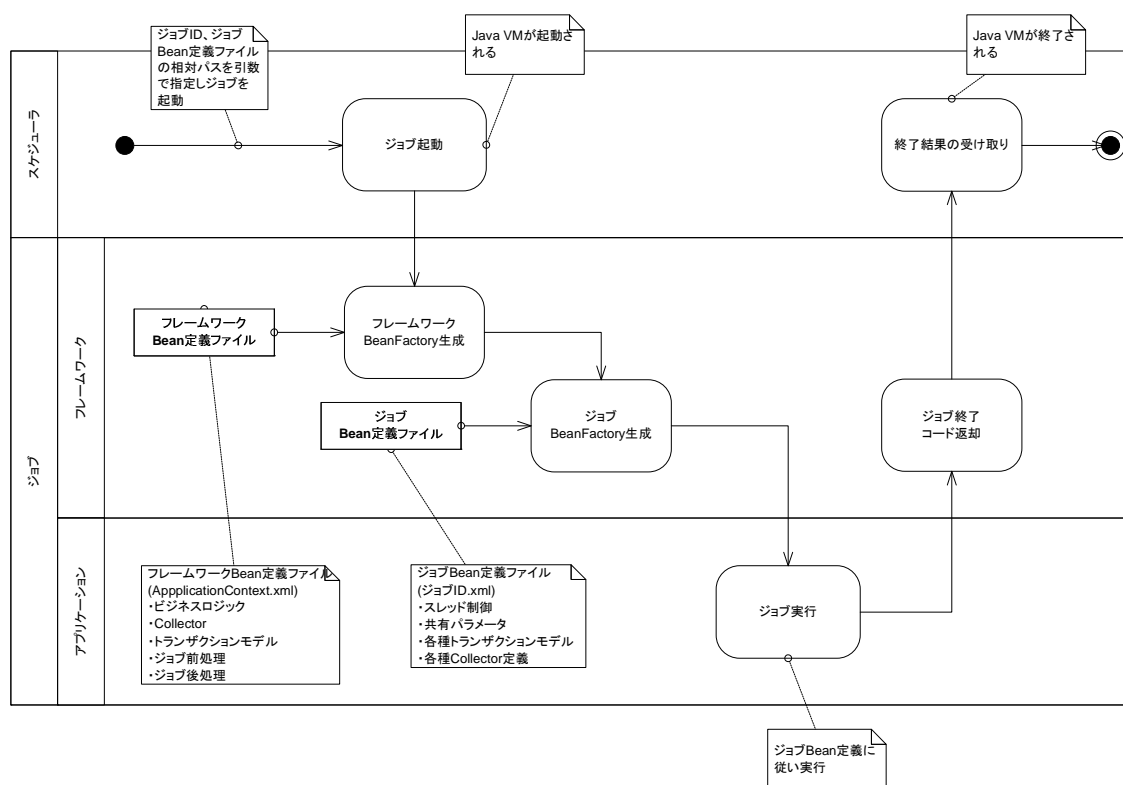 ジョブID、ジョブ
Bean定義ファイル
の相対パスを引数
で指定しジョブを
起動
Java VMが起動さ
れる
Java VMが終了さ
れる
スケジューラ
ジョブ起動
終了結果の受け取り
ジョブ
フレームワーク
フレームワーク
Bean定義ファイル
フレームワーク
BeanFactory生成
ジョブ
Bean定義ファイル
ジョブ
BeanFactory生成
ジョブ終了
コード返却
アプリケーション
フレームワークBean定義ファイル
(AppplicationContext.xml)
・ビジネスロジック
・Collector
・トランザクションモデル
・ジョブ前処理
・ジョブ後処理
ジョブBean定義ファイル
(ジョブID.xml)
・スレッド制御
・共有パラメータ
・各種トランザクションモデル
・各種Collector定義
ジョブ実行
ジョブBean定義に
従い実行